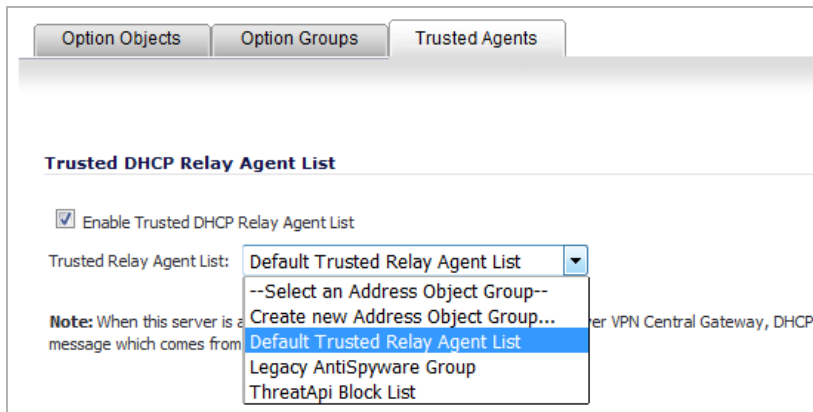 Option Objects Option Groups Trusted Agents
Trusted DHCP Relay Agent List
Enable Trusted DHCP Relay Agent List
Trusted Relay Agent List: Default Trusted Relay Agent List
--Select an Address Object Group--
Create new Address Object Group...
Note: When this server is a er VPN Central Gateway, DHCP
Default Trusted Relay Agent List
message which comes from
Legacy AntiSpyware Group
ThreatApi Block List